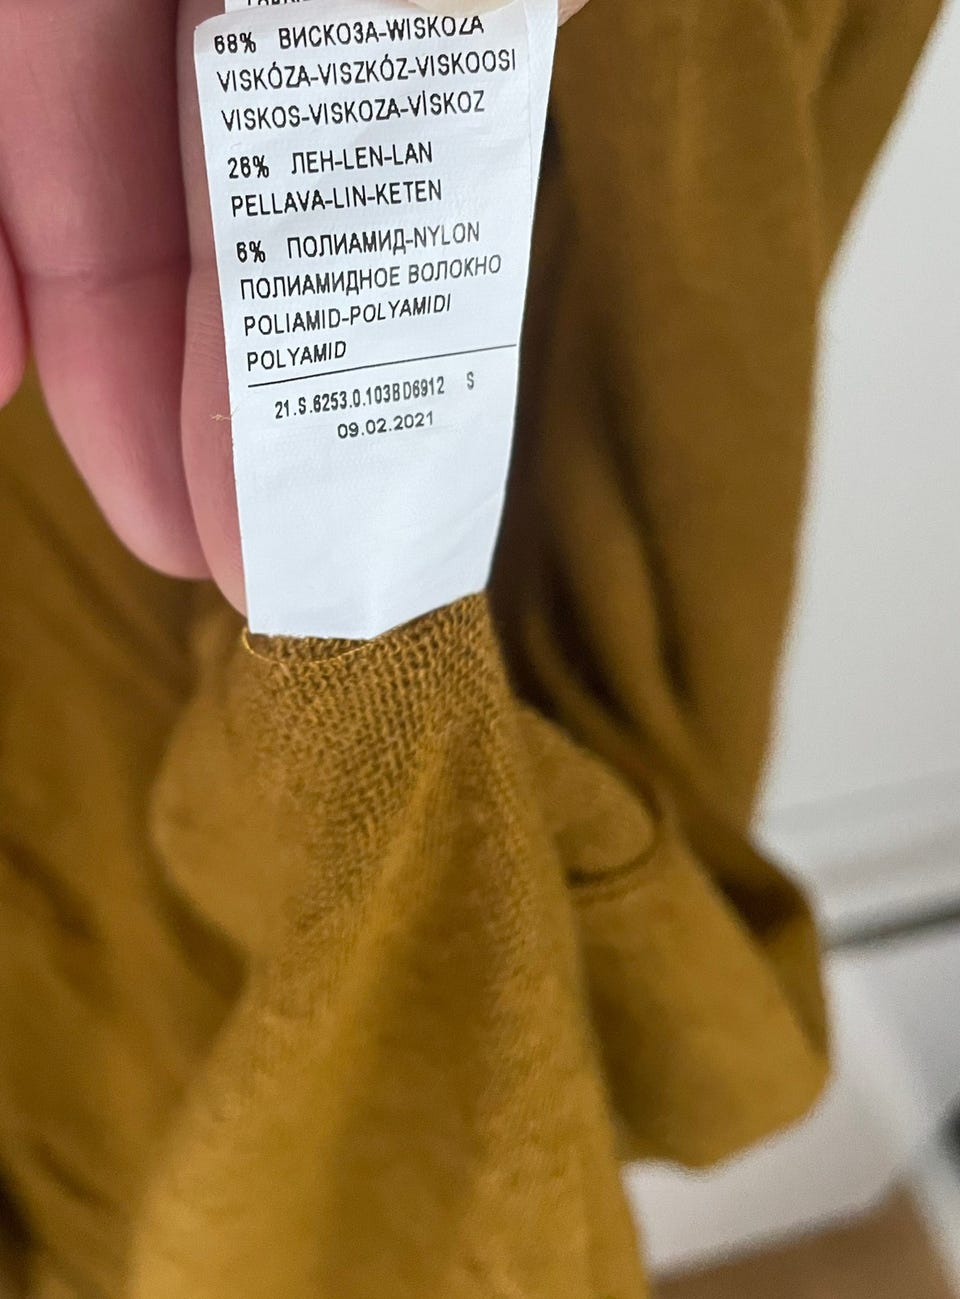 68% ВИСКОЗА-WISKOZA
VISKÓZA-VISZKÓZ-VISKOOSI
VISKOS-VISKOZA-VİSKOZ
26% ЛЕН-LEN-LAN
PELLAVA-LIN-KETEN
6% ПОЛИАМИД-NYLON
ПОЛИАМИДНОЕ ВОЛОКНО
POLIAMID-POLYAMIDI
POLYAMID
21.S.6253.0.103BD6912 S
09.02.2021